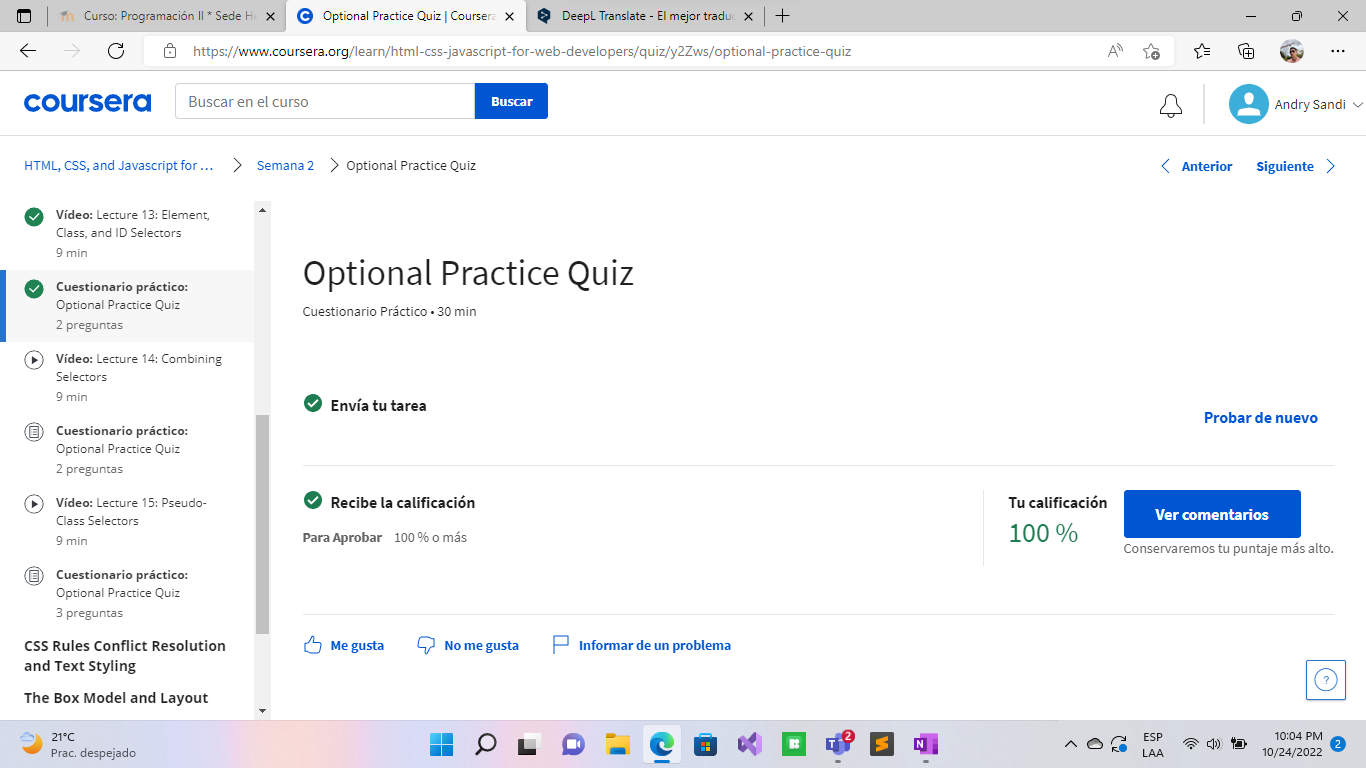 Curso: Programación II * Sede He
Optional Practice Quiz | Coursera
DeepL Translate - El mejor traduc
https://www.coursera.org/learn/html-css-javascript-for-web-developers/quiz/y2Zws/optional-practice-quiz
coursera
Buscar en el curso
Buscar
Andry Sandi
HTML, CSS, and Javascript for ...
Semana 2
Optional Practice Quiz
Anterior
Siguiente
Vídeo: Lecture 13: Element,
Class, and ID Selectors
9 min
Cuestionario práctico:
Optional Practice Quiz
2 preguntas
Vídeo: Lecture 14: Combining
Selectors
9 min
Cuestionario práctico:
Optional Practice Quiz
2 preguntas
Vídeo: Lecture 15: Pseudo-
Class Selectors
9 min
Cuestionario práctico:
Optional Practice Quiz
3 preguntas
CSS Rules Conflict Resolution
and Text Styling
The Box Model and Layout
Optional Practice Quiz
Cuestionario Práctico • 30 min
Envía tu tarea
Probar de nuevo
Recibe la calificación
Para Aprobar 100 % o más
Tu calificación
100 %
Ver comentarios
Conservaremos tu puntaje más alto.
Me gusta
No me gusta
Informar de un problema
?
21°C
Prac. despejado
2
ESP
LAA
10:04 PM
10/24/2022
2